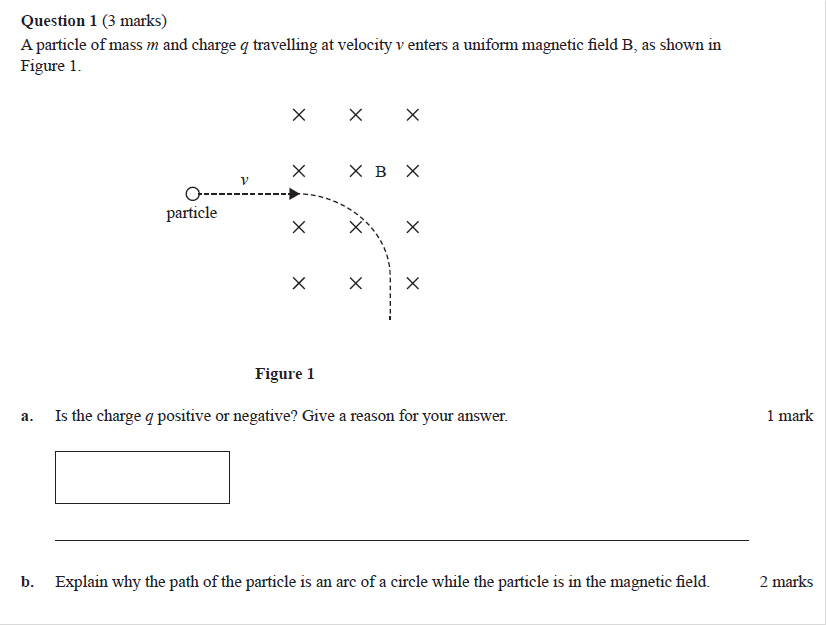 Question 1 (3 marks)
A particle of mass m and charge q travelling at velocity v enters a uniform magnetic field B, as shown in
Figure 1.
B
v
particle
Figure 1
a. Is the charge q positive or negative? Give a reason for your answer. 1 mark
b. Explain why the path of the particle is an arc of a circle while the particle is in the magnetic field. 2 marks